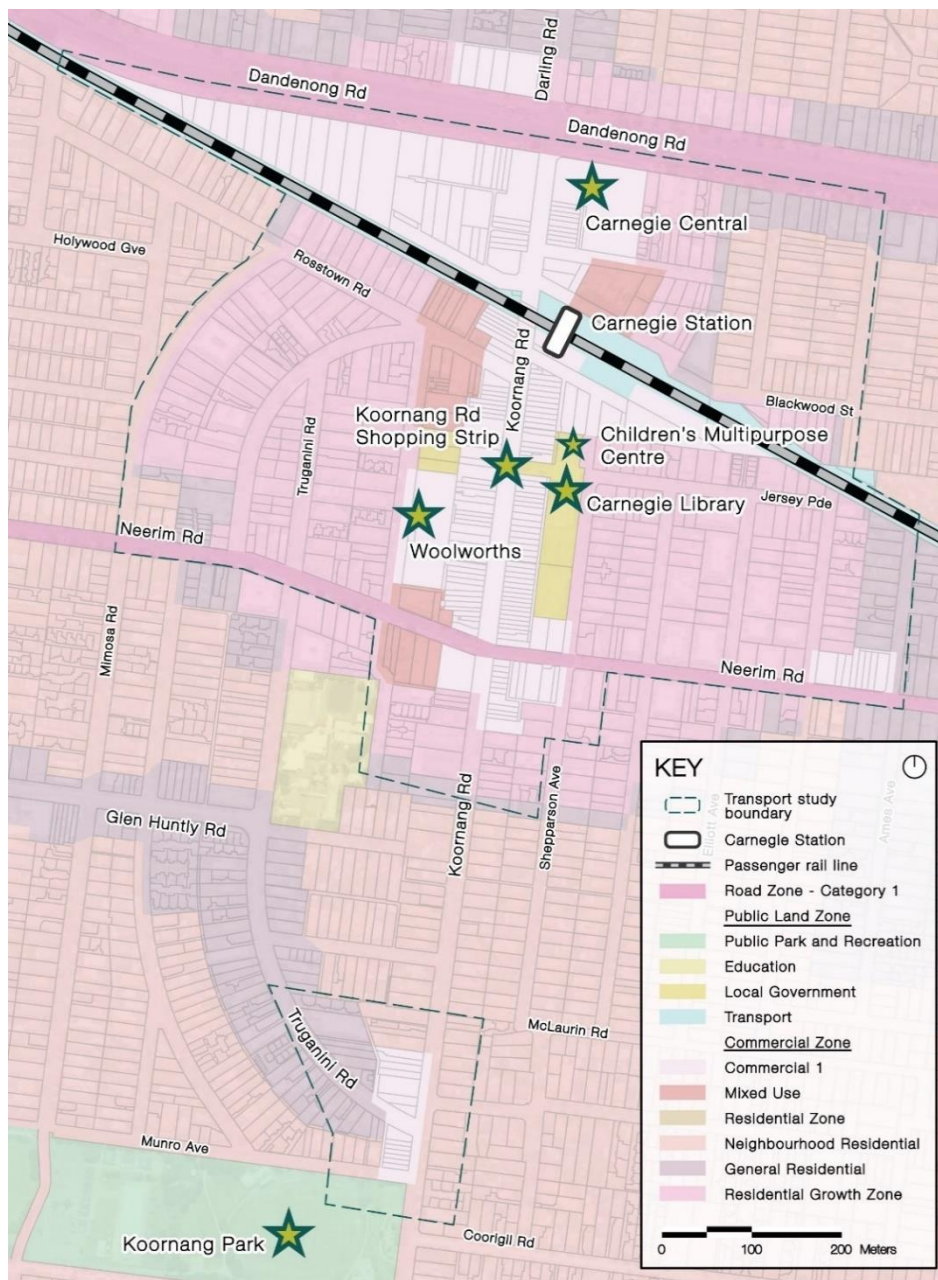 Darling Rd
Dandenong Rd
Dandenong Rd
Carnegie Central
Holywood Gve
Rosstown Rd
Carnegie Station
Koornang Rd
Blackwood St
Koornang Rd
Shopping Strip
Children's Multipurpose
Centre
Truganini Rd
Carnegie Library
Jersey Pde
Neerim Rd
Woolworths
Mimosa Rd
Neerim Rd
Glen Huntly Rd
Koornang Rd
Shepparson Ave
Elliott Ave
Ames Ave
Truganini Rd
McLaurin Rd
Munro Ave
Koornang Park
Coorigil Rd
KEY
Transport study
boundary
Carnegie Station
Passenger rail line
Road Zone - Category 1
Public Land Zone
Public Park and Recreation
Education
Local Government
Transport
Commercial Zone
Commercial 1
Mixed Use
Residential Zone
Neighbourhood Residential
General Residential
Residential Growth Zone
0 100 200 Meters